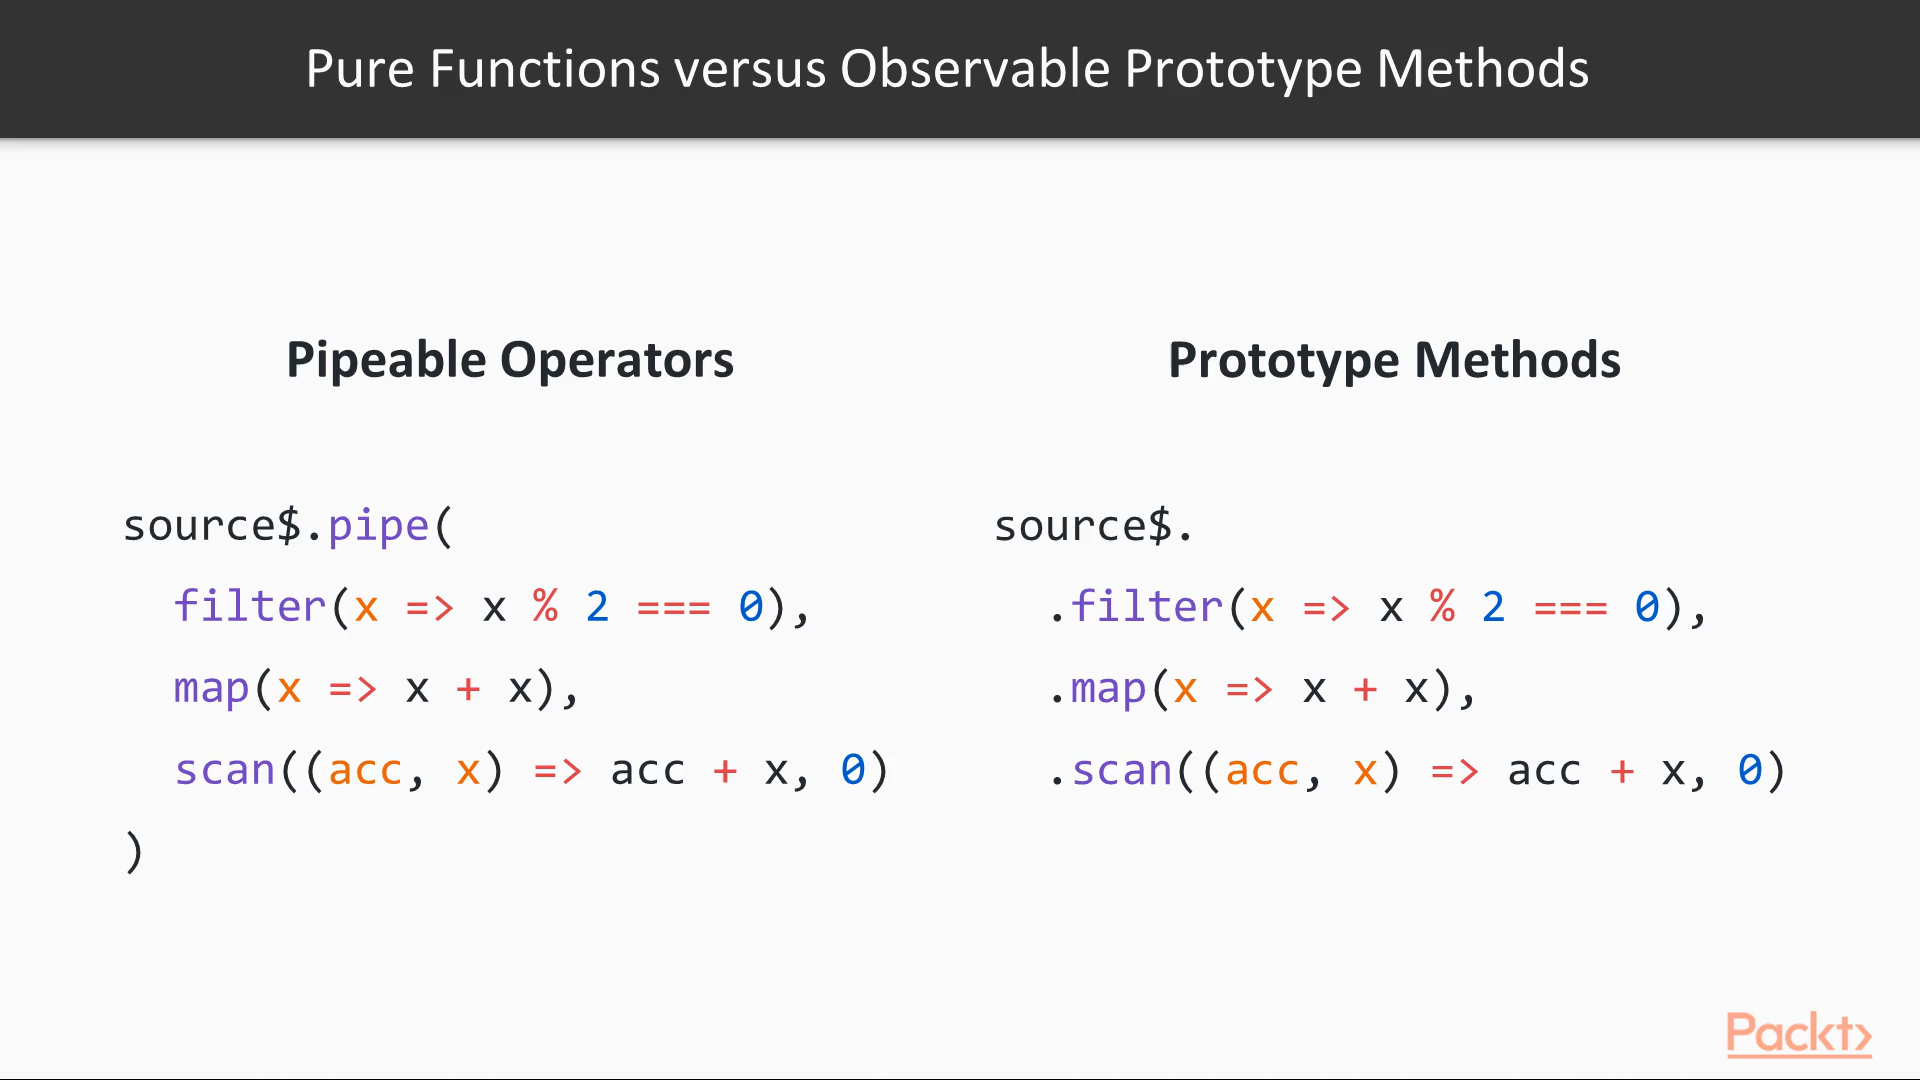 Pure Functions versus Observable Prototype Methods
Pipeable Operators
source$.pipe(
filter(x => x % 2 === 0),
map(x => x + x),
scan((acc, x) => acc + x, 0)
)
Prototype Methods
source$.
.filter(x => x % 2 === 0),
.map(x => x + x),
.scan((acc, x) => acc + x, 0)
Packt>